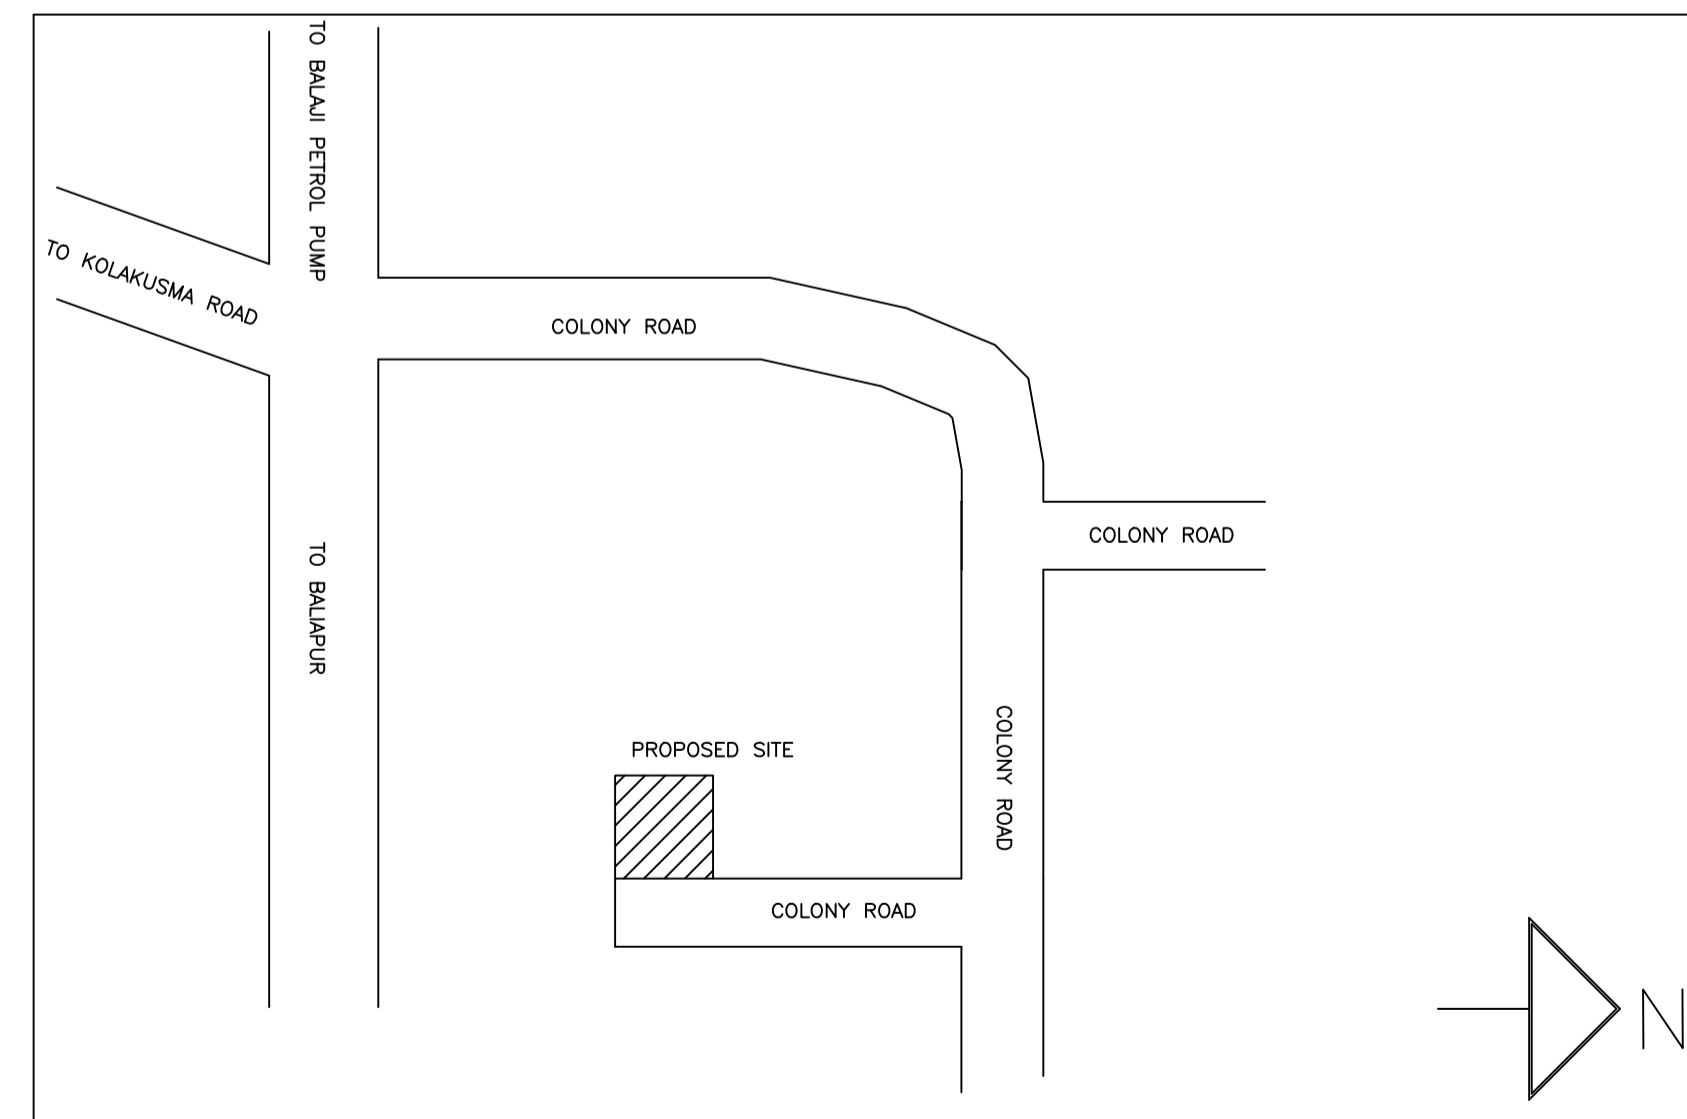 TO BALAJI PETROL PUMP
TO KOLAKUSMA ROAD
COLONY ROAD
COLONY ROAD
TO BALIAPUR
COLONY ROAD
PROPOSED SITE
COLONY ROAD
N